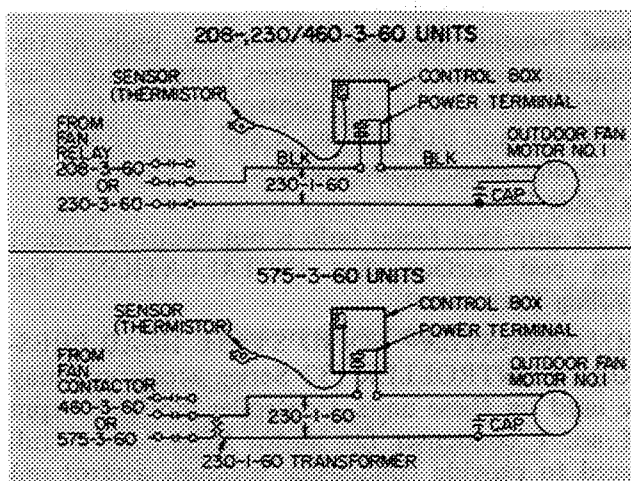 208-,230/460-3-60 UNITS
SENSOR
(THERMISTOR)
CONTROL BOX
POWER TERMINAL
FROM
FAN
RELAY
208-3-60
OR
230-3-60
BLK
230-1-60
BLK
OUTDOOR FAN
MOTOR NO.1
CAP
575-3-60 UNITS
SENSOR
(THERMISTOR)
CONTROL BOX
POWER TERMINAL
FROM
FAN
CONTACTOR
460-3-60
OR
575-3-60
230-1-60
OUTDOOR FAN
MOTOR NO.1
CAP
230-1-60 TRANSFORMER